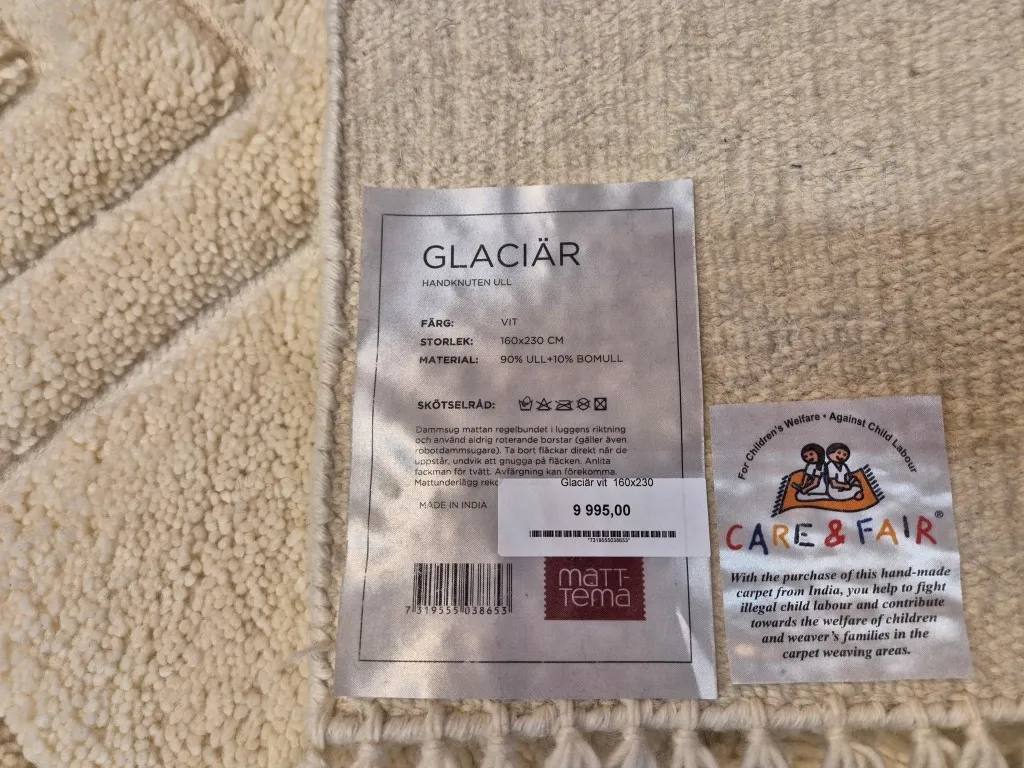 GLACIÄR
HANDKNUTEN ULL
FÄRG: VIT
STORLEK: 160x230 CM
MATERIAL: 90% ULL+10% BOMULL
SKÖTSELRÅD:
Dammsug mattan regelbundet i luggens riktning
och använd aldrig roterande borstar (gäller även
robotdammsugare). Ta bort fläckar direkt när de
uppstår, undvik att gnugga på fläcken. Anlita
fackman för tvätt. Avfärgning kan förekomma.
Mattunderlägg
MADE IN INDIA
Glaciär vit 160x230
9 995,00
*7319555038653*
7 319555 038653
maTT-
Tema
For Children's Welfare • Against Child Labour
CARE & FAIR®
With the purchase of this hand-made
carpet from India, you help to fight
illegal child labour and contribute
towards the welfare of children
and weaver's families in the
carpet weaving areas.